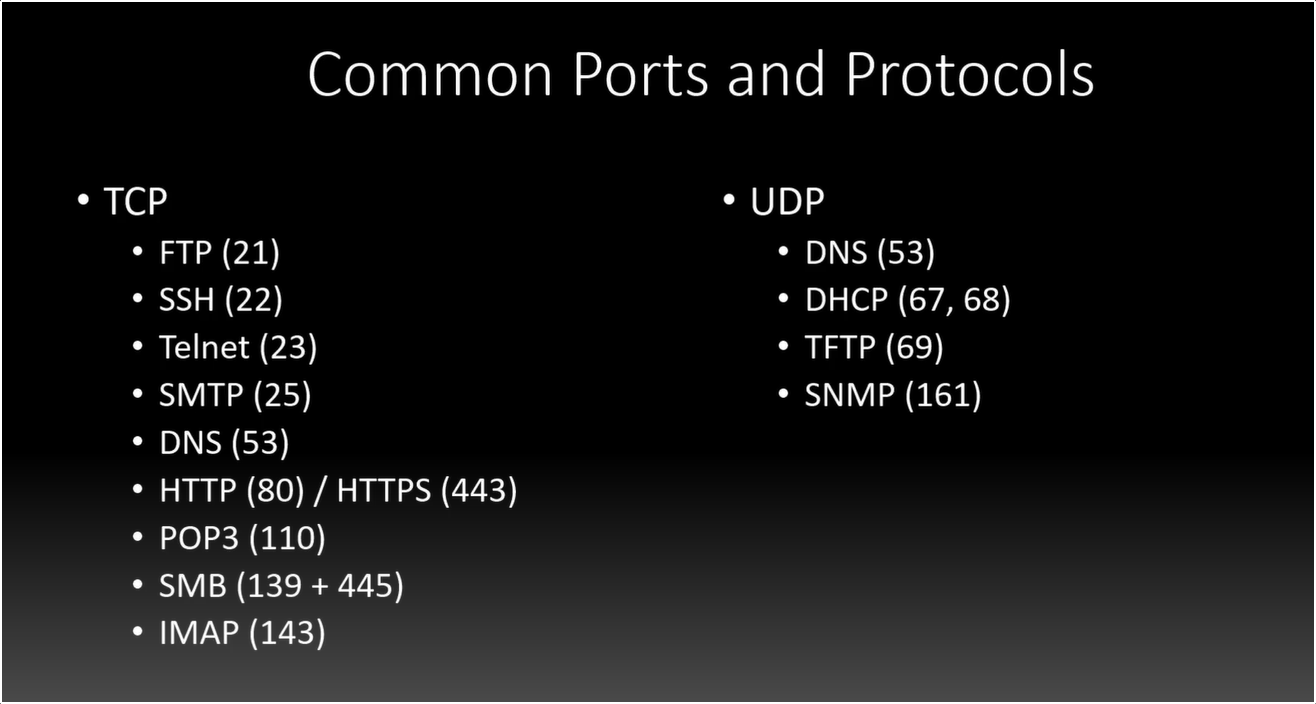 Common Ports and Protocols
• TCP
• FTP (21)
• SSH (22)
• Telnet (23)
• SMTP (25)
• DNS (53)
• HTTP (80) / HTTPS (443)
• POP3 (110)
• SMB (139 + 445)
• IMAP (143)
• UDP
• DNS (53)
• DHCP (67, 68)
• TFTP (69)
• SNMP (161)